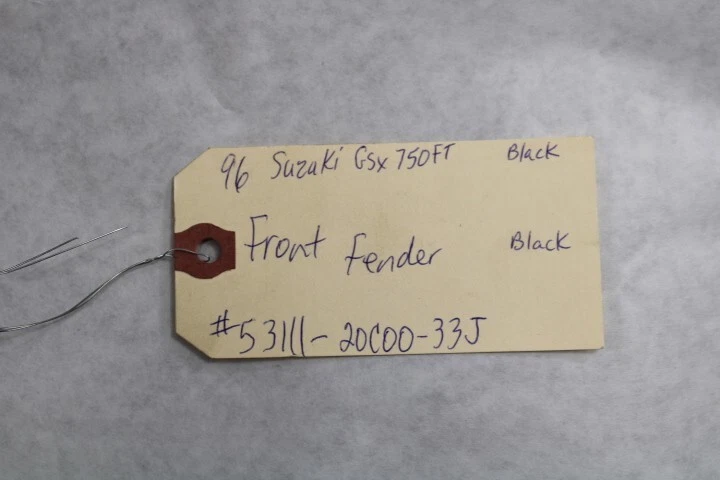 96 Suzuki Gsx 750FT Black
Front Fender Black
#53111-20C00-33J